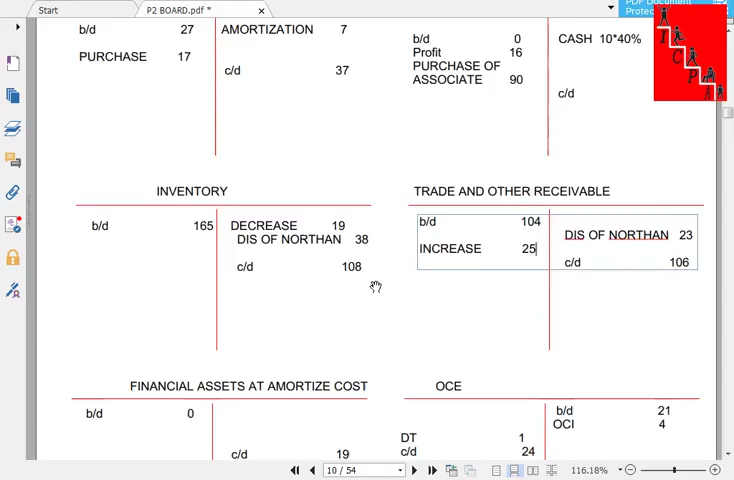 Start
P2 BOARD.pdf *
PDF Document
b/d 27
AMORTIZATION 7
PURCHASE 17
c/d 37
b/d 0
Profit 16
PURCHASE OF
ASSOCIATE 90
CASH 10*40%
c/d
I
C
P
A
INVENTORY
b/d 165
DECREASE 19
DIS OF NORTHAN 38
c/d 108
TRADE AND OTHER RECEIVABLE
b/d 104
INCREASE 25
DIS OF NORTHAN 23
c/d 106
FINANCIAL ASSETS AT AMORTIZE COST
b/d 0
c/d 19
OCE
b/d 21
OCI 4
DT 1
c/d 24
10 / 54
116.18%